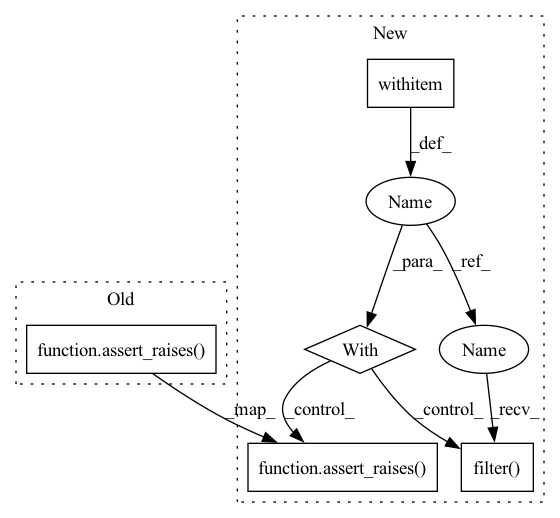 New
withitem
_def_
Name
_para_
_ref_
Old
function.assert_raises()
With
Name
_map_
_control_
_control_
_recv_
function.assert_raises()
filter()